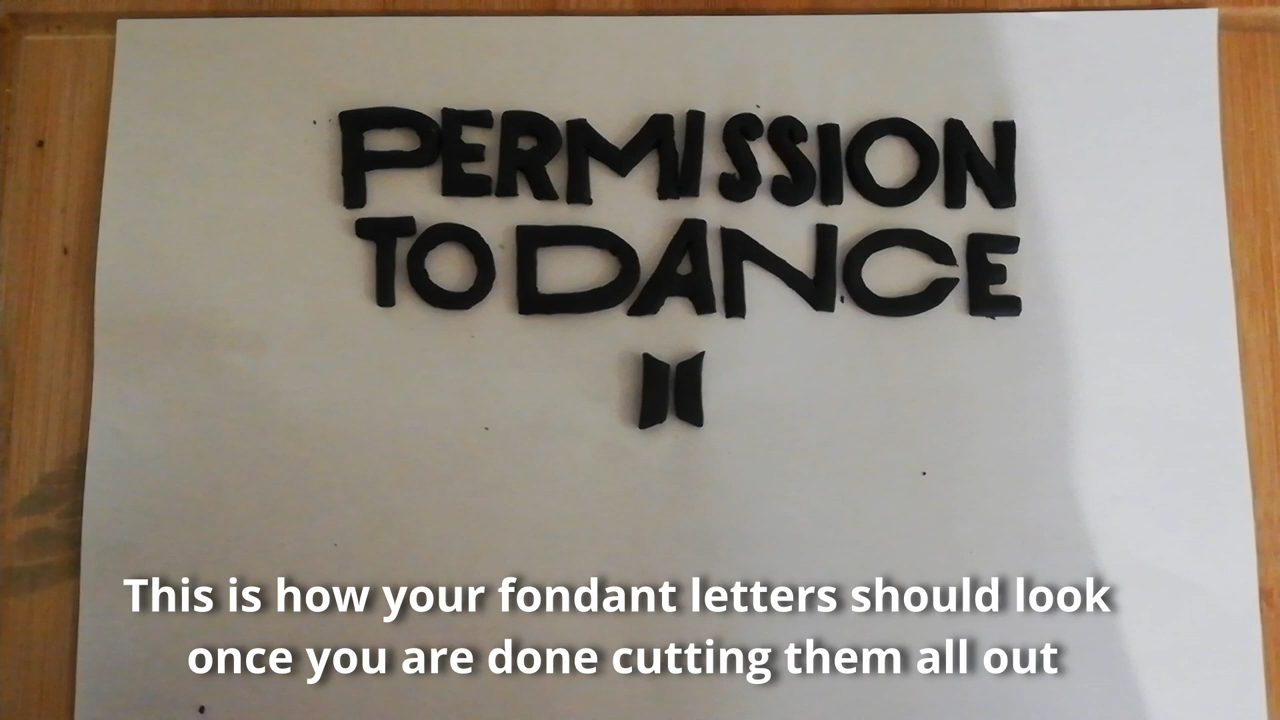 PERMISSION
TO DANCE
This is how your fondant letters should look
once you are done cutting them all out